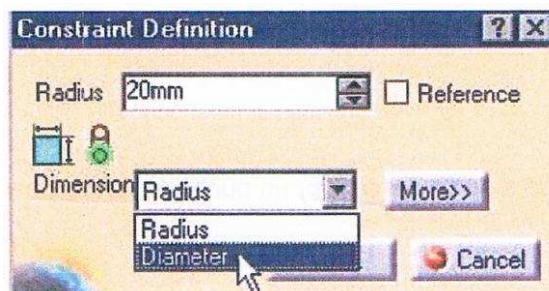 Constraint Definition ? X
Radius 20mm Reference
Dimension Radius More>>
Radius
Diameter Cancel